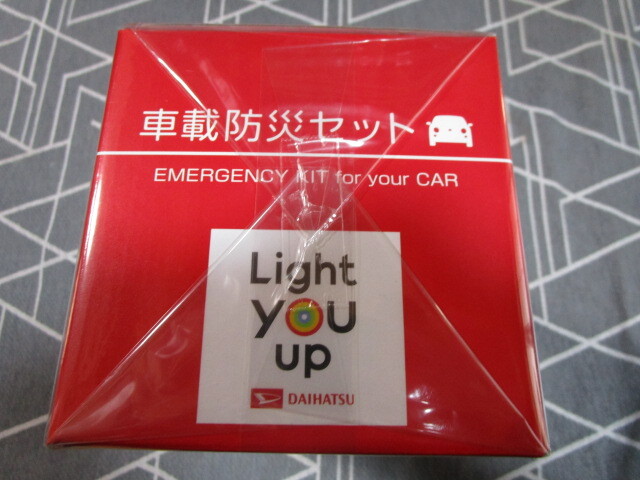 車載防災セット
EMERGENCY KIT for your CAR
Light
you
up
DAIHATSU